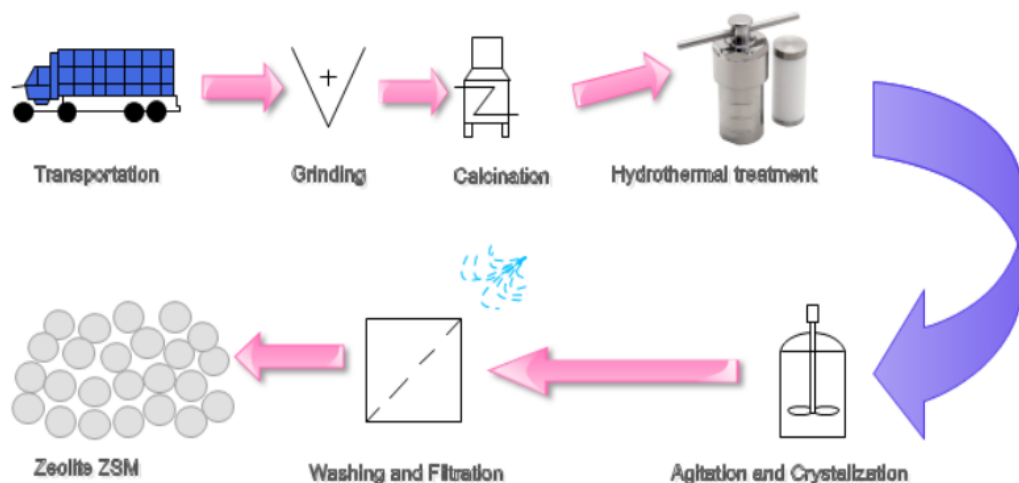 Transportation
Grinding
Calcination
Hydrothermal treatment
Zeolite ZSM
Washing and Filtration
Agitation and Crystalization